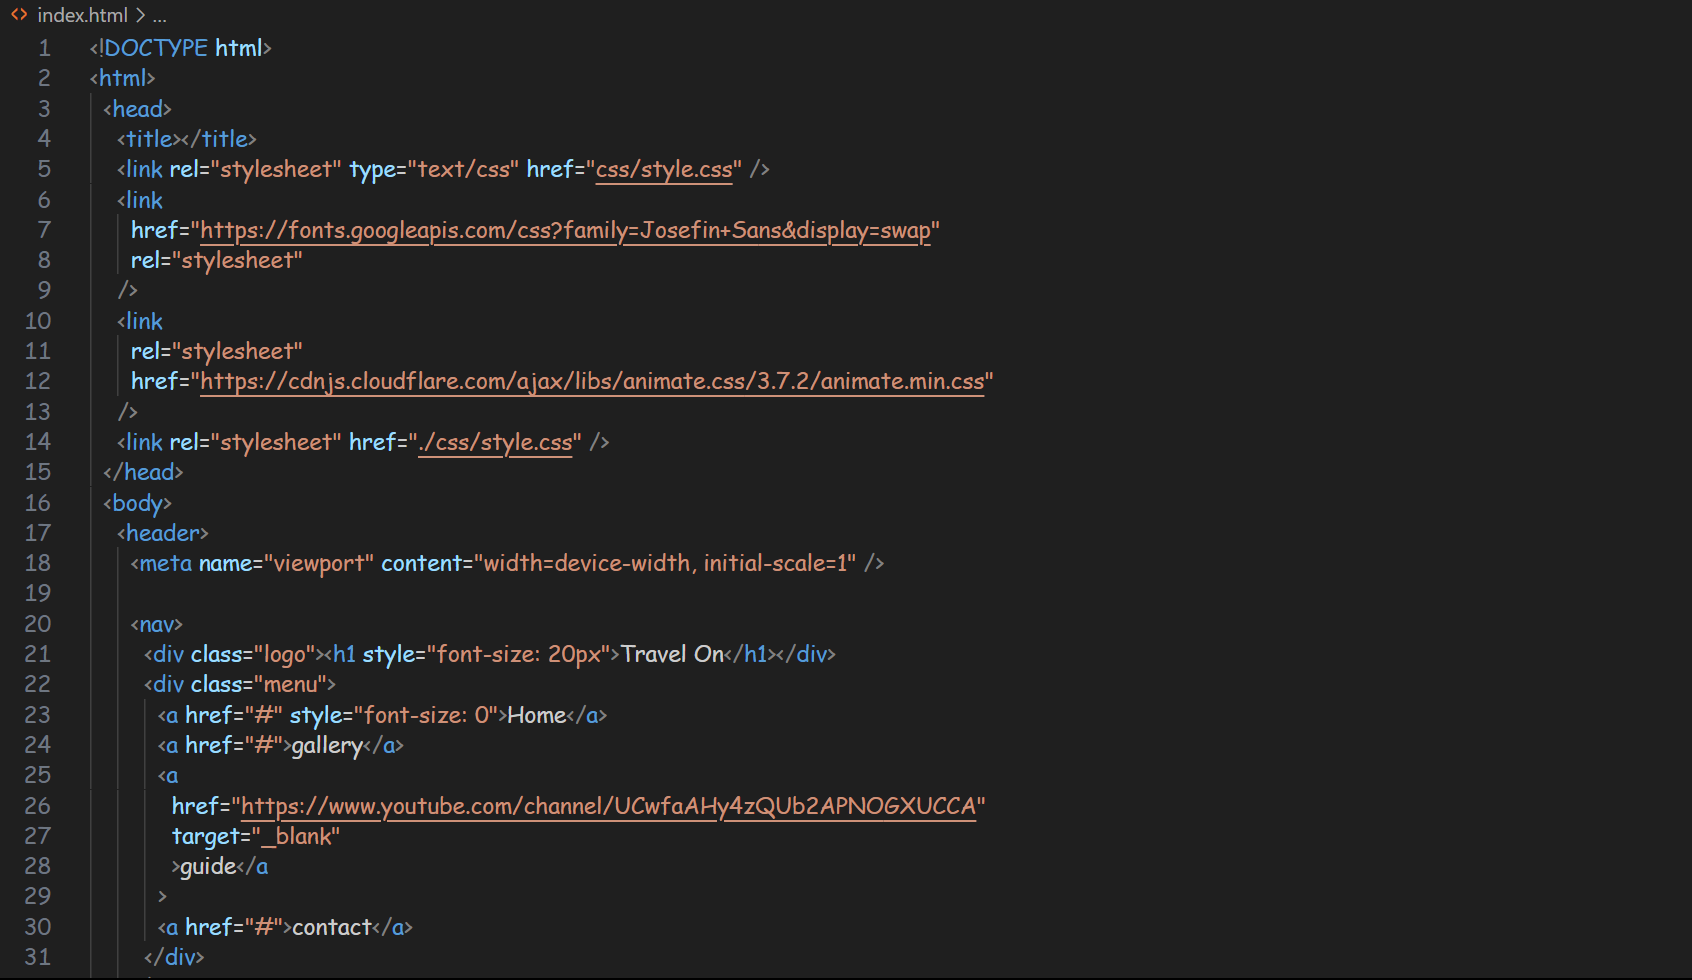 index.html > ...
1 <!DOCTYPE html>
2 <html>
3 <head>
4 <title></title>
5 <link rel="stylesheet" type="text/css" href="css/style.css" />
6 <link
7 href="https://fonts.googleapis.com/css?family=Josefin+Sans&display=swap"
8 rel="stylesheet"
9 />
10 <link
11 rel="stylesheet"
12 href="https://cdnjs.cloudflare.com/ajax/libs/animate.css/3.7.2/animate.min.css"
13 />
14 <link rel="stylesheet" href="./css/style.css" />
15 </head>
16 <body>
17 <header>
18 <meta name="viewport" content="width=device-width, initial-scale=1" />
19
20 <nav>
21 <div class="logo"><h1 style="font-size: 20px">Travel On</h1></div>
22 <div class="menu">
23 <a href="#" style="font-size: 0">Home</a>
24 <a href="#">gallery</a>
25 <a
26 href="https://www.youtube.com/channel/UCwfaAHy4zQUb2APNOGXUCCA"
27 target="_blank"
28 >guide</a
29 >
30 <a href="#">contact</a>
31 </div>